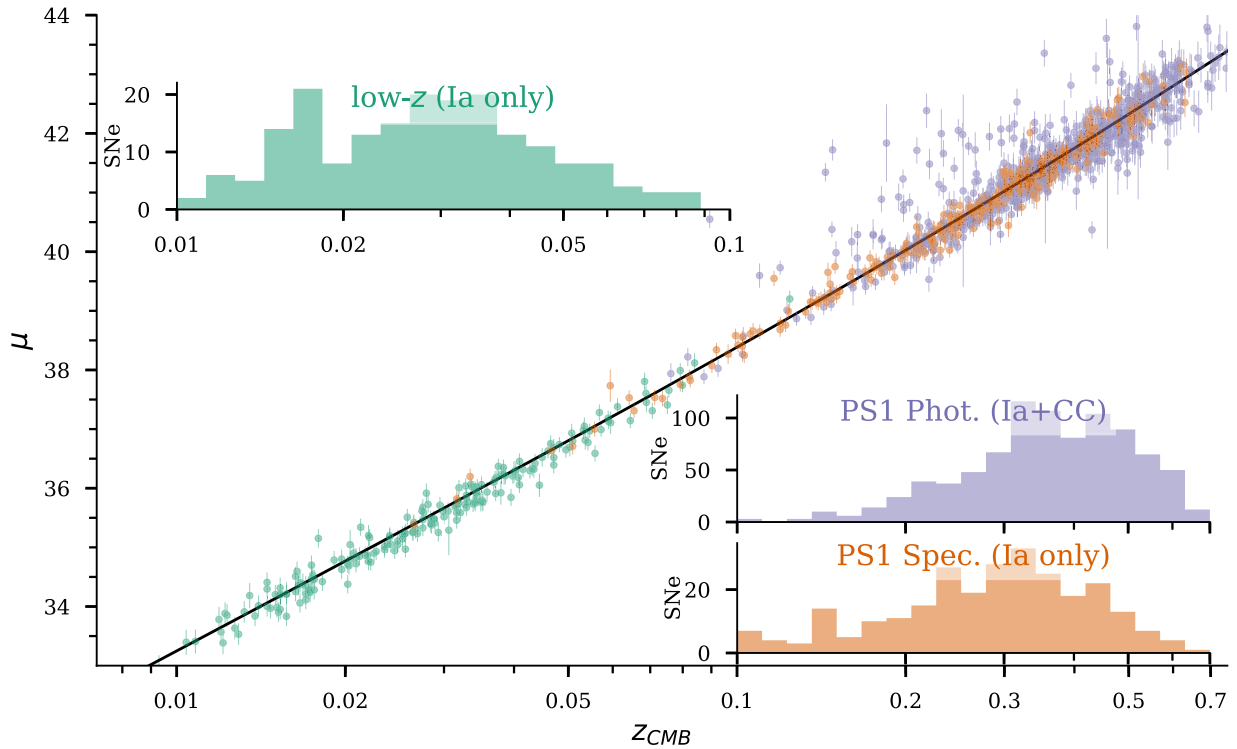 44
42
40
38
36
34
μ
20
10
0
SNe
low-z (Ia only)
0.01 0.02 0.05 0.1
PS1 Phot. (Ia+CC)
100
50
0
SNe
PS1 Spec. (Ia only)
20
0
SNe
0.01 0.02 0.05 0.1 0.2 0.3 0.5 0.7
zCMB